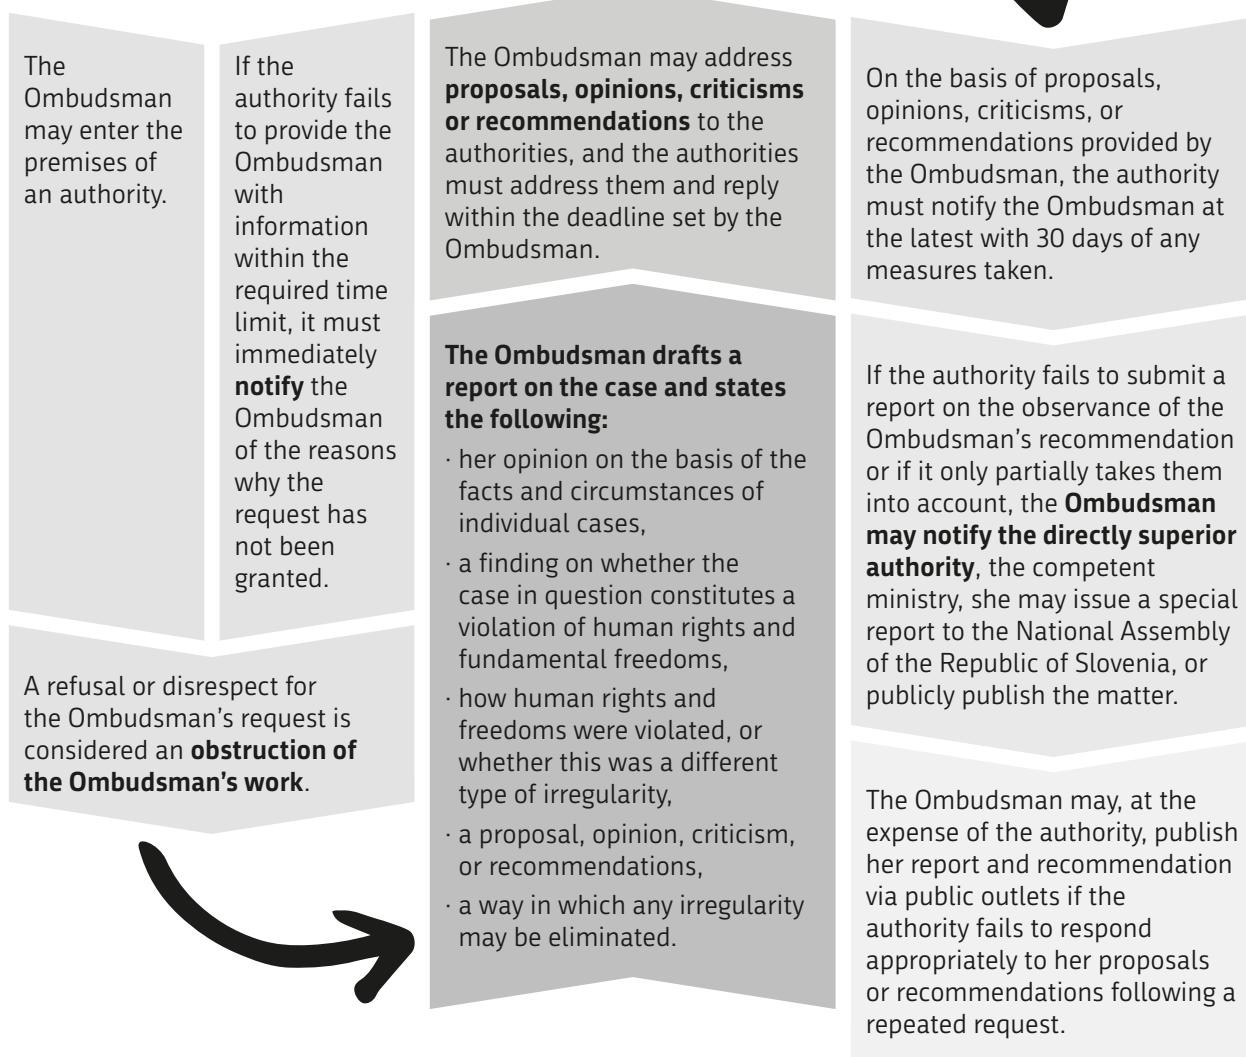 The
Ombudsman
may enter the
premises of
an authority.
If the
authority fails
to provide the
Ombudsman
with
information
within the
required time
limit, it must
immediately
notify the
Ombudsman
of the reasons
why the
request has
not been
granted.
A refusal or disrespect for
the Ombudsman’s request is
considered an obstruction of
the Ombudsman’s work.
The Ombudsman may address
proposals, opinions, criticisms
or recommendations to the
authorities, and the authorities
must address them and reply
within the deadline set by the
Ombudsman.
The Ombudsman drafts a
report on the case and states
the following:
· her opinion on the basis of the
facts and circumstances of
individual cases,
· a finding on whether the
case in question constitutes a
violation of human rights and
fundamental freedoms,
· how human rights and
freedoms were violated, or
whether this was a different
type of irregularity,
· a proposal, opinion, criticism,
or recommendations,
· a way in which any irregularity
may be eliminated.
On the basis of proposals,
opinions, criticisms, or
recommendations provided by
the Ombudsman, the authority
must notify the Ombudsman at
the latest with 30 days of any
measures taken.
If the authority fails to submit a
report on the observance of the
Ombudsman’s recommendation
or if it only partially takes them
into account, the Ombudsman
may notify the directly superior
authority, the competent
ministry, she may issue a special
report to the National Assembly
of the Republic of Slovenia, or
publicly publish the matter.
The Ombudsman may, at the
expense of the authority, publish
her report and recommendation
via public outlets if the
authority fails to respond
appropriately to her proposals
or recommendations following a
repeated request.